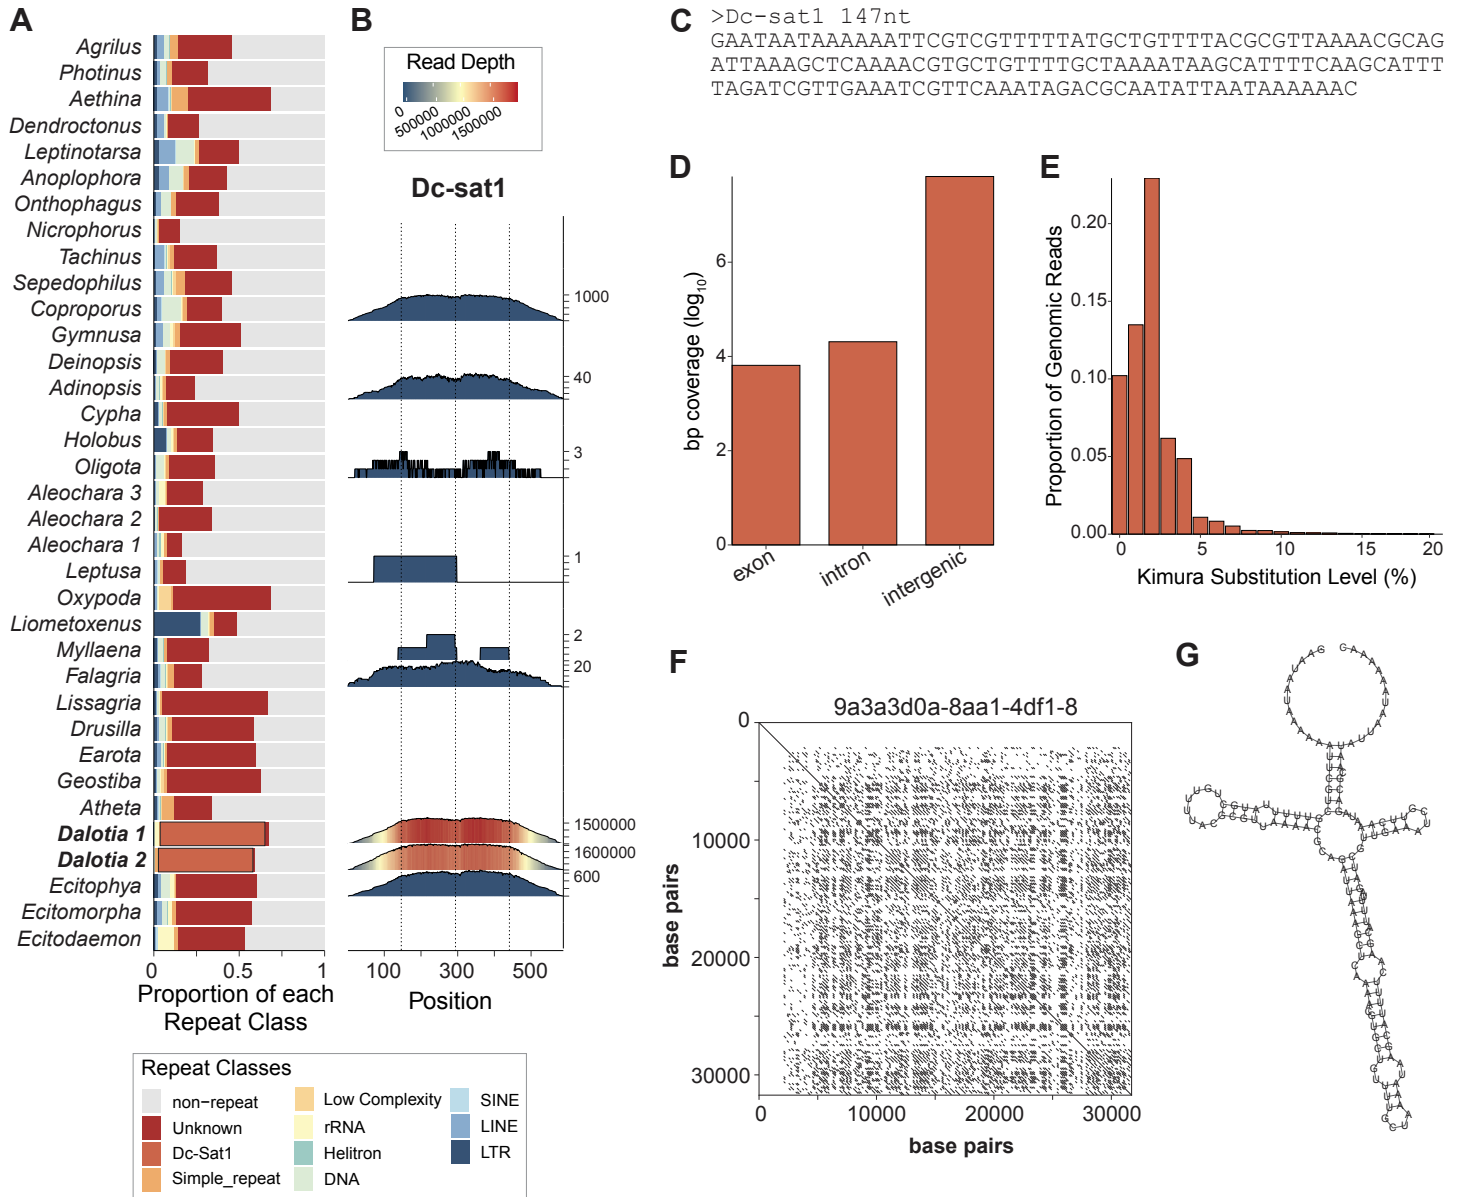 A
Agrilus
Photinus
Aethina
Dendroctonus
Leptinotarsa
Anoplophora
Onthophagus
Nicrophorus
Tachinus
Sepedophilus
Coproporus
Gymnusa
Deinopsis
Adinopsis
Cypha
Holobus
Oligota
Aleochara 3
Aleochara 2
Aleochara 1
Leptusa
Oxypoda
Liometoxenus
Myllaena
Falagria
Lissagria
Drusilla
Earota
Geostiba
Atheta
Dalotia 1
Dalotia 2
Ecitophya
Ecitomorpha
Ecitodaemon
0 0.5 1
Proportion of each
Repeat Class
Repeat Classes
non−repeat
Unknown
Dc-Sat1
Simple_repeat
Low Complexity
rRNA
Helitron
DNA
SINE
LINE
LTR
B
Read Depth
0 500000 1000000 1500000
Dc-sat1
1000
40
3
1
2
20
1500000
1600000
600
100 300 500
Position
C
>Dc-sat1 147nt
GAATAATAAAAAATTCGTCGTTTTTATGCTGTTTTACGCGTTAAAACGCAG
ATTAAAGCTCAAAACGTGCTGTTTTGCTAAAATAAGCATTTTCAAGCATTT
TAGATCGTTGAAATCGTTCAAATAGACGCAATATTAATAAAAAAC
D
bp coverage (log10)
6
4
2
0
exon intron intergenic
E
Proportion of Genomic Reads
0.20
0.15
0.10
0.05
0.00
0 5 10 15 20
Kimura Substitution Level (%)
F
9a3a3d0a-8aa1-4df1-8
0
10000
20000
30000
base pairs
0 10000 20000 30000
base pairs
G